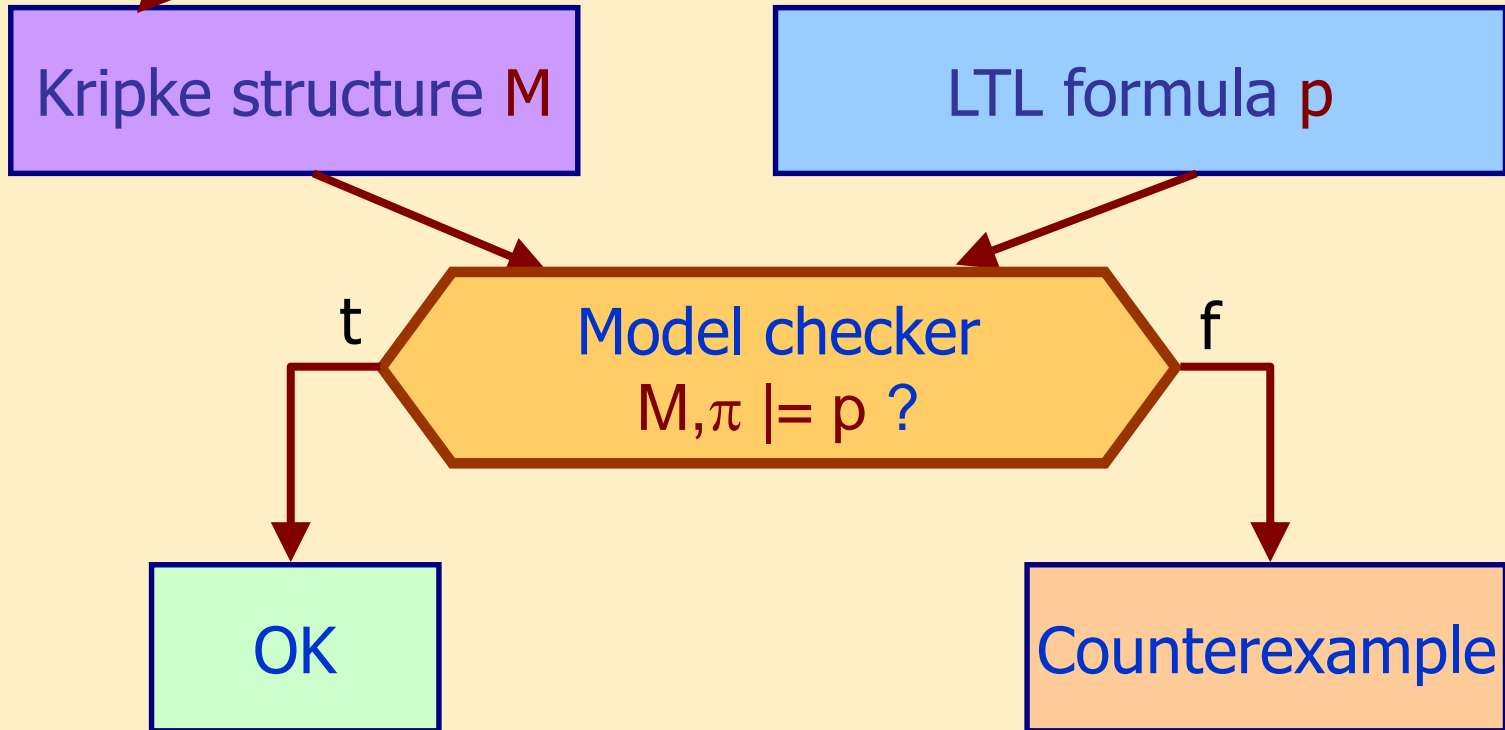 Kripke structure M
LTL formula p
t
Model checker
f
M,π |= p ?
OK
Counterexample